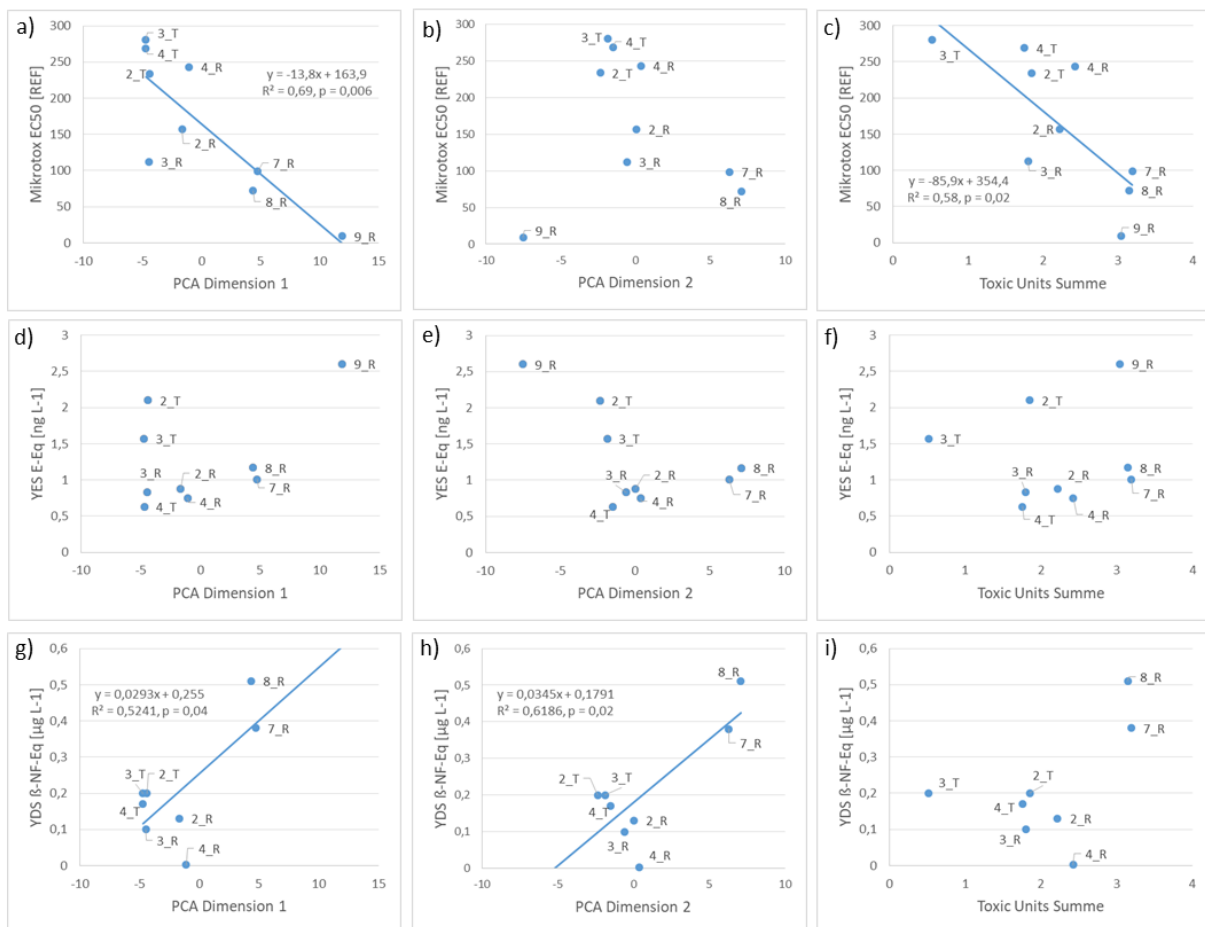 a)
300
250
200
150
100
50
0
Mikrotox EC50 [REF]
3_T
4_T
2_T
4_R
y = -13,8x + 163,9
R² = 0,69, p = 0,006
2_R
3_R
7_R
8_R
9_R
-10 -5 0 5 10 15
PCA Dimension 1
b)
300
250
200
150
100
50
0
Mikrotox EC50 [REF]
3_T
4_T
2_T
4_R
2_R
3_R
7_R
8_R
9_R
-10 -5 0 5 10
PCA Dimension 2
c)
300
250
200
150
100
50
0
Mikrotox EC50 [REF]
3_T
4_T
4_R
2_T
2_R
3_R
7_R
8_R
y = -85,9x + 354,4
R² = 0,58, p = 0,02
9_R
0 1 2 3 4
Toxic Units Summe
d)
3
2,5
2
1,5
1
0,5
0
YES E-Eq [ng L-1]
9_R
2_T
3_T
3_R
2_R
8_R
7_R
4_T
4_R
-10 -5 0 5 10 15
PCA Dimension 1
e)
3
2,5
2
1,5
1
0,5
0
YES E-Eq [ng L-1]
9_R
2_T
3_T
3_R
2_R
8_R
7_R
4_R
4_T
-10 -5 0 5 10
PCA Dimension 2
f)
3
2,5
2
1,5
1
0,5
0
YES E-Eq [ng L-1]
9_R
2_T
3_T
3_R
2_R
8_R
7_R
4_T
4_R
0 1 2 3 4
Toxic Units Summe
g)
0,6
0,5
0,4
0,3
0,2
0,1
0
YDS ß-NF-Eq [µg L-1]
y = 0,0293x + 0,255
R² = 0,5241, p = 0,04
8_R
7_R
3_T
2_T
4_T
2_R
3_R
4_R
-10 -5 0 5 10 15
PCA Dimension 1
h)
0,6
0,5
0,4
0,3
0,2
0,1
0
YDS ß-NF-Eq [µg L-1]
y = 0,0345x + 0,1791
R² = 0,6186, p = 0,02
8_R
7_R
2_T
3_T
4_T
2_R
3_R
4_R
-10 -5 0 5 10
PCA Dimension 2
i)
0,6
0,5
0,4
0,3
0,2
0,1
0
YDS ß-NF-Eq [µg L-1]
8_R
7_R
3_T
2_T
4_T
2_R
3_R
4_R
0 1 2 3 4
Toxic Units Summe